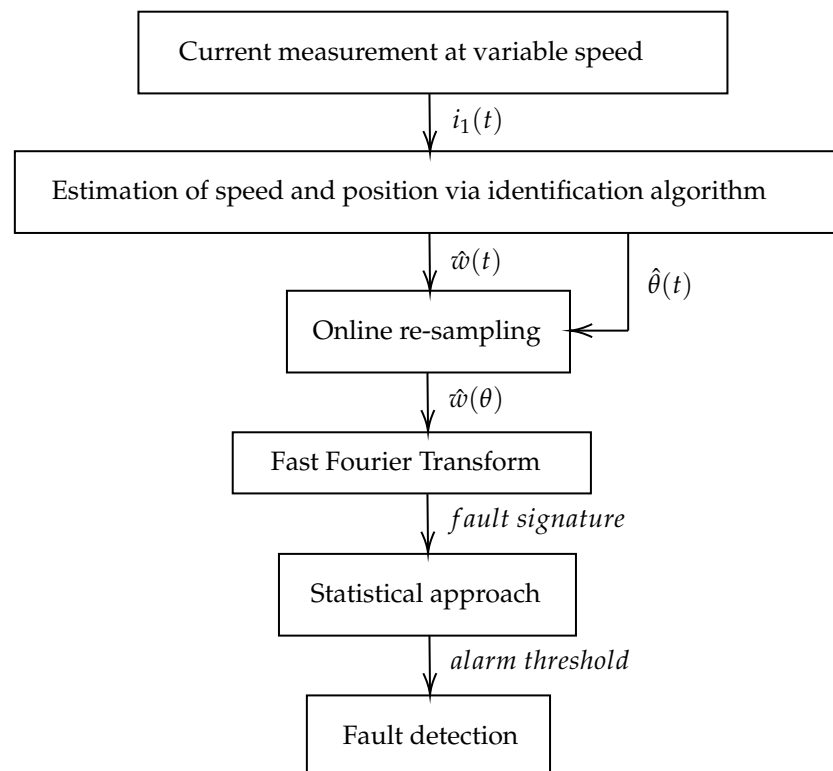 Current measurement at variable speed
i₁(t)
Estimation of speed and position via identification algorithm
ŵ(t)
θ̂(t)
Online re-sampling
ŵ(θ)
Fast Fourier Transform
fault signature
Statistical approach
alarm threshold
Fault detection